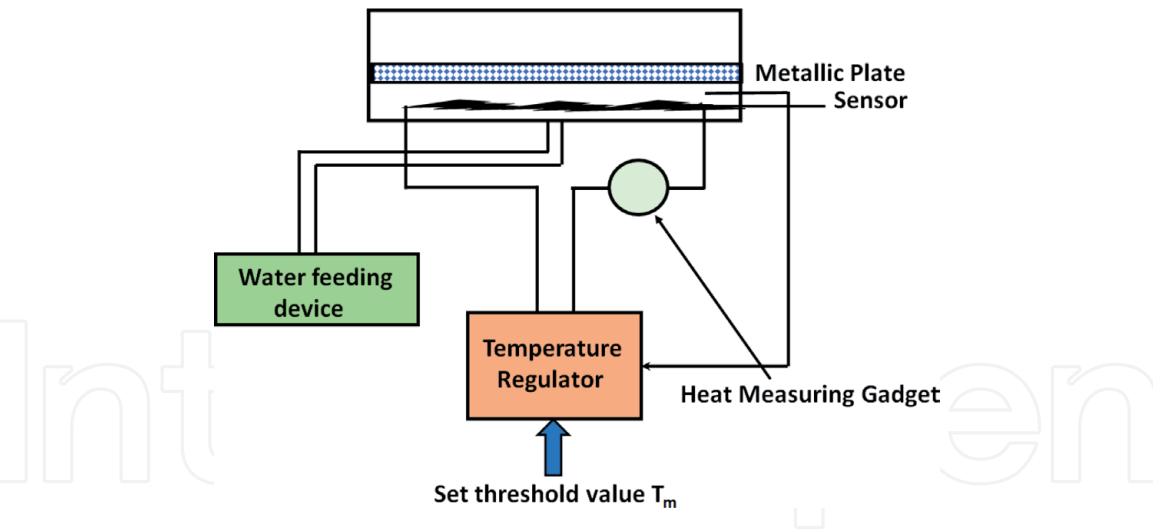 Metallic Plate
Sensor
Water feeding
device
Temperature
Regulator
Heat Measuring Gadget
Set threshold value Tₘ